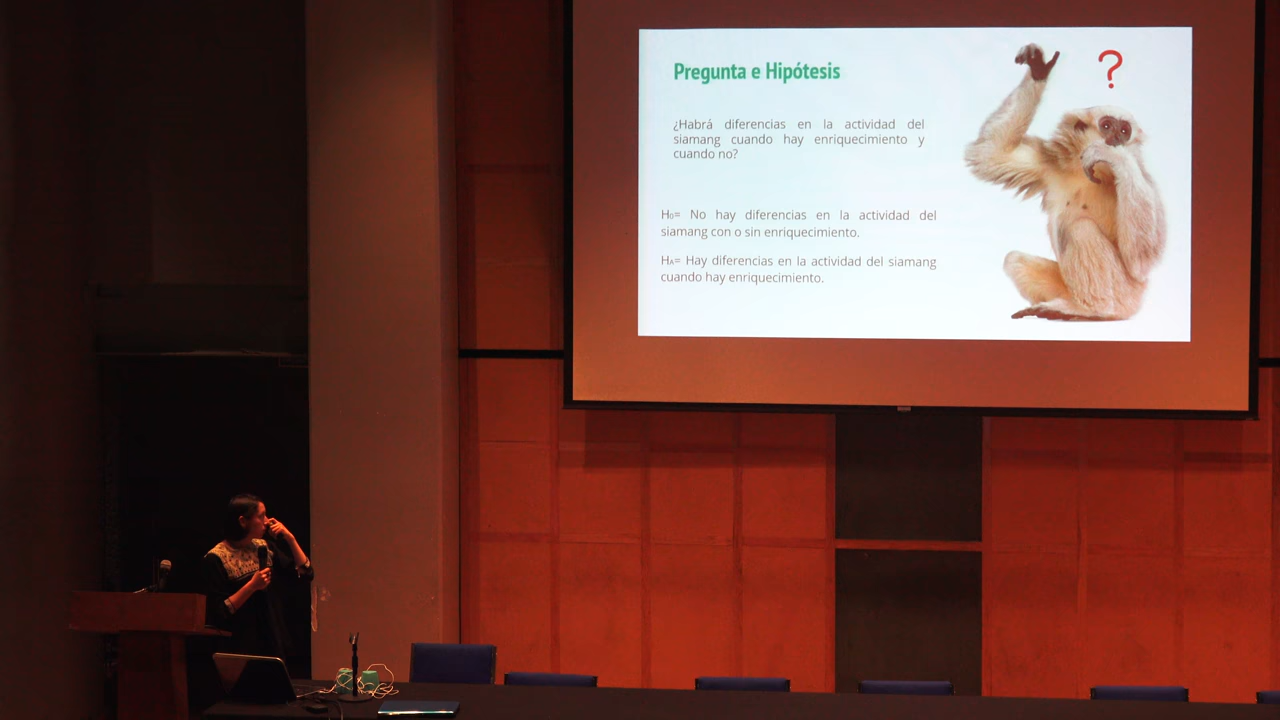 Pregunta e Hipótesis
?
¿Habrá diferencias en la actividad del
siamang cuando hay enriquecimiento y
cuando no?
H0= No hay diferencias en la actividad del
siamang con o sin enriquecimiento.
HA= Hay diferencias en la actividad del siamang
cuando hay enriquecimiento.